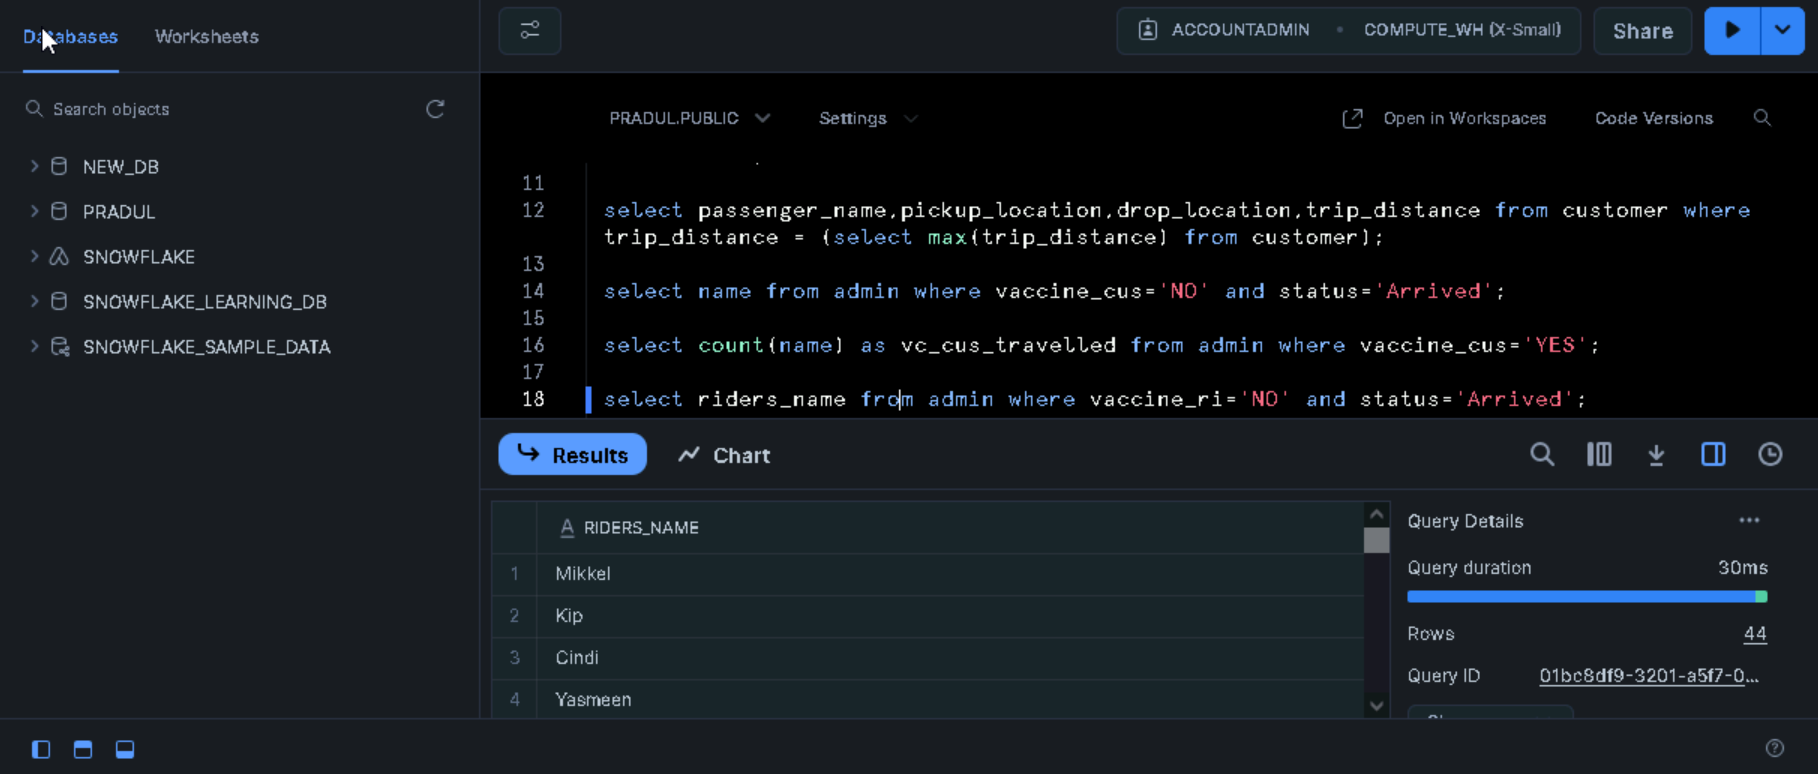 Databases Worksheets
ACCOUNTADMIN • COMPUTE_WH (X-Small) Share
Search objects
NEW_DB
PRADUL
SNOWFLAKE
SNOWFLAKE_LEARNING_DB
SNOWFLAKE_SAMPLE_DATA
PRADUL.PUBLIC Settings Open in Workspaces Code Versions
11
12 select passenger_name,pickup_location,drop_location,trip_distance from customer where
trip_distance = (select max(trip_distance) from customer);
13
14 select name from admin where vaccine_cus='NO' and status='Arrived';
15
16 select count(name) as vc_cus_travelled from admin where vaccine_cus='YES';
17
18 select riders_name from admin where vaccine_ri='NO' and status='Arrived';
Results Chart
A RIDERS_NAME
1 Mikkel
2 Kip
3 Cindi
4 Yasmeen
Query Details ...
Query duration 30ms
Rows 44
Query ID 01bc8df9-3201-a5f7-0...